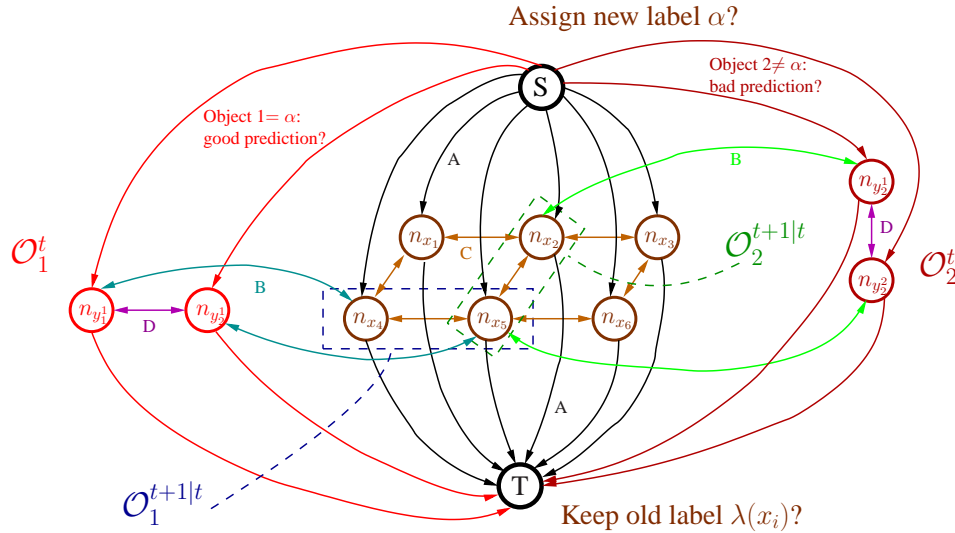 Assign new label α?
S
Object 1= α:
good prediction?
Object 2≠ α:
bad prediction?
A
B
n_{y_2^1}
O_1^t
n_{x_1}
n_{x_2}
n_{x_3}
O_2^{t+1|t}
D
O_2^t
C
B
n_{y_2^2}
n_{y_1^1}
D
n_{y_2^1}
n_{x_4}
n_{x_5}
n_{x_6}
B
A
O_1^{t+1|t}
T
Keep old label λ(x_i)?